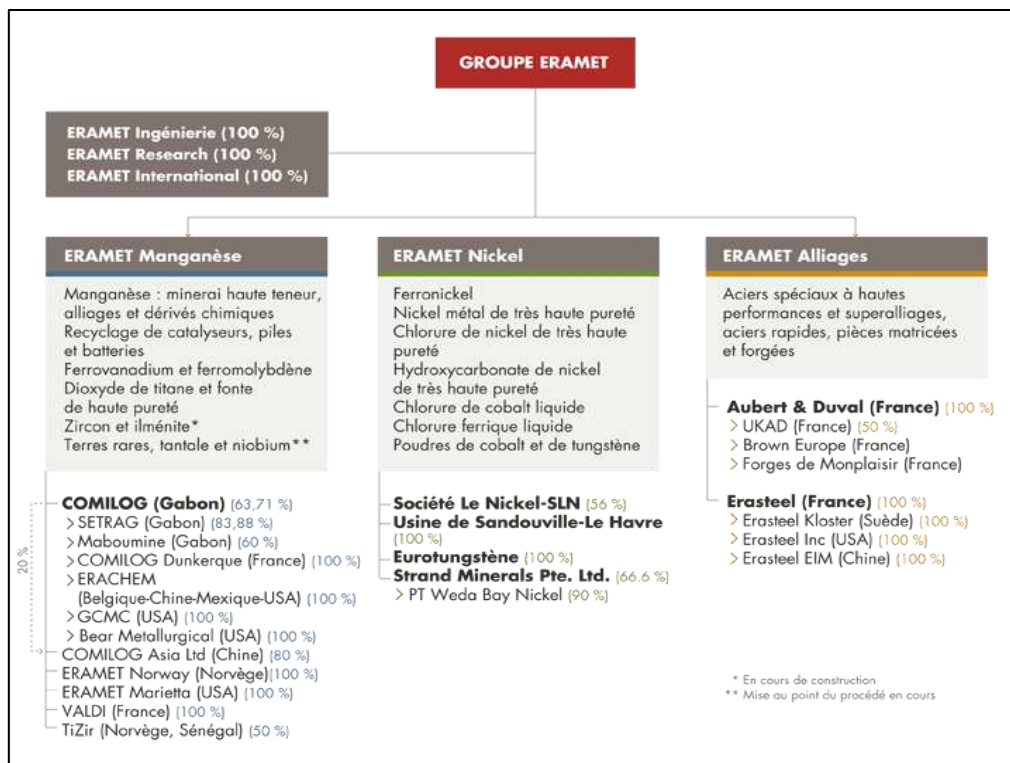 GROUPE ERAMET
ERAMET Ingénierie (100 %)
ERAMET Research (100 %)
ERAMET International (100 %)
ERAMET Manganèse
Manganèse : minerai haute teneur,
alliages et dérivés chimiques
Recyclage de catalyseurs, piles
et batteries
Ferrovanadium et ferromolybdène
Dioxyde de titane et fonte
de haute pureté
Zircon et ilménite*
Terres rares, tantale et niobium**
20 %
COMILOG (Gabon) (63,71 %)
> SETRAG (Gabon) (83,88 %)
> Maboumine (Gabon) (60 %)
> COMILOG Dunkerque (France) (100 %)
> ERACHEM
(Belgique-Chine-Mexique-USA) (100 %)
> GCMC (USA) (100 %)
> Bear Metallurgical (USA) (100 %)
COMILOG Asia Ltd (Chine) (80 %)
ERAMET Norway (Norvège)(100 %)
ERAMET Marietta (USA) (100 %)
VALDI (France) (100 %)
TiZir (Norvège, Sénégal) (50 %)
ERAMET Nickel
Ferronickel
Nickel métal de très haute pureté
Chlorure de nickel de très haute
pureté
Hydroxycarbonate de nickel
de très haute pureté
Chlorure de cobalt liquide
Chlorure ferrique liquide
Poudres de cobalt et de tungstène
Société Le Nickel-SLN (56 %)
Usine de Sandouville-Le Havre
(100 %)
Eurotungstène (100 %)
Strand Minerals Pte. Ltd. (66.6 %)
> PT Weda Bay Nickel (90 %)
ERAMET Alliages
Aciers spéciaux à hautes
performances et superalliages,
aciers rapides, pièces matricées
et forgées
Aubert & Duval (France) (100 %)
> UKAD (France) (50 %)
> Brown Europe (France)
> Forges de Monplaisir (France)
Erasteel (France) (100 %)
> Erasteel Kloster (Suède) (100 %)
> Erasteel Inc (USA) (100 %)
> Erasteel EIM (Chine) (100 %)
* En cours de construction
** Mise au point du procédé en cours